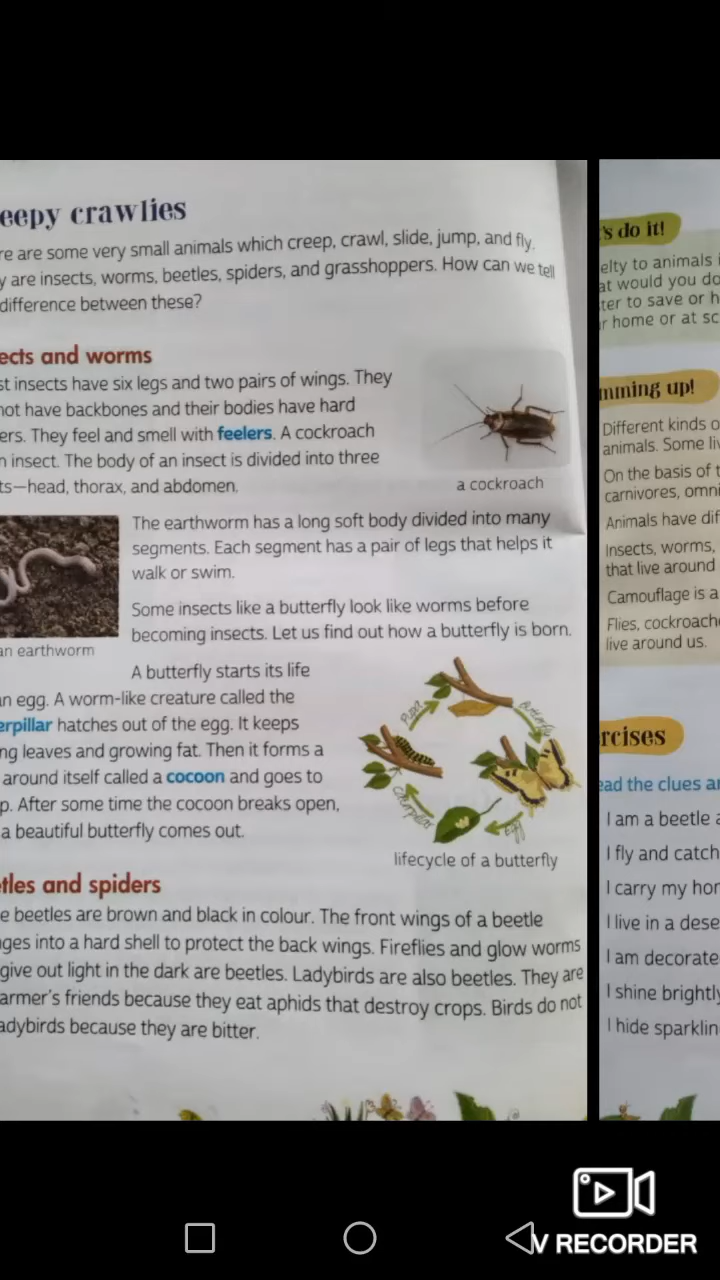 eepy crawlies
re are some very small animals which creep, crawl, slide, jump, and fly.
y are insects, worms, beetles, spiders, and grasshoppers. How can we tell
difference between these?
ects and worms
st insects have six legs and two pairs of wings. They
not have backbones and their bodies have hard
ers. They feel and smell with feelers. A cockroach
n insect. The body of an insect is divided into three
ts—head, thorax, and abdomen.
a cockroach
The earthworm has a long soft body divided into many
segments. Each segment has a pair of legs that helps it
walk or swim.
Some insects like a butterfly look like worms before
becoming insects. Let us find out how a butterfly is born.
an earthworm
A butterfly starts its life
an egg. A worm-like creature called the
erpillar hatches out of the egg. It keeps
ng leaves and growing fat. Then it forms a
around itself called a cocoon and goes to
p. After some time the cocoon breaks open,
a beautiful butterfly comes out.
Pupa
Butterfly
Caterpillar
Egg
lifecycle of a butterfly
tles and spiders
e beetles are brown and black in colour. The front wings of a beetle
ges into a hard shell to protect the back wings. Fireflies and glow worms
give out light in the dark are beetles. Ladybirds are also beetles. They are
armer's friends because they eat aphids that destroy crops. Birds do not
adybirds because they are bitter.
's do it!
elty to animals i
at would you do
ter to save or h
r home or at sc
mming up!
Different kinds o
animals. Some liv
On the basis of t
carnivores, omni
Animals have dif
Insects, worms,
that live around
Camouflage is a
Flies, cockroache
live around us.
rcises
ead the clues an
I am a beetle a
I fly and catch
I carry my hom
I live in a dese
I am decorate
I shine brightly
I hide sparklin
V RECORDER